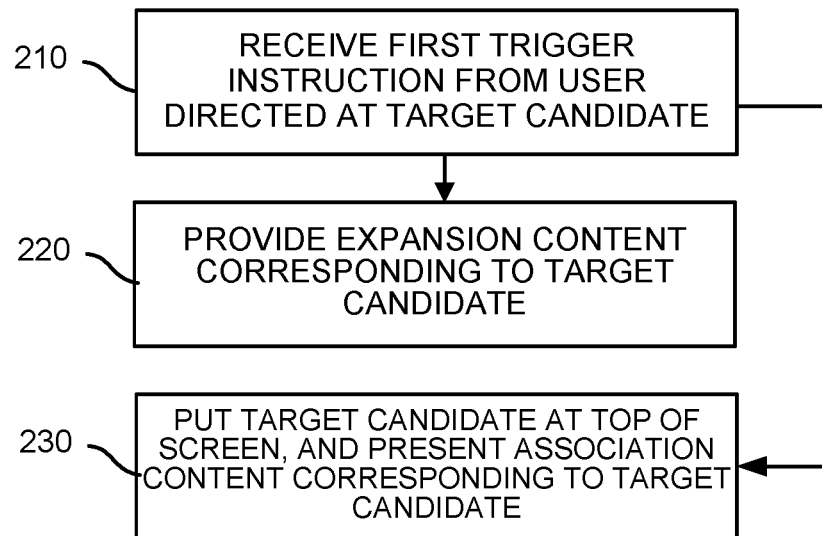 210
RECEIVE FIRST TRIGGER
INSTRUCTION FROM USER
DIRECTED AT TARGET CANDIDATE
220
PROVIDE EXPANSION CONTENT
CORRESPONDING TO TARGET
CANDIDATE
230
PUT TARGET CANDIDATE AT TOP OF
SCREEN, AND PRESENT ASSOCIATION
CONTENT CORRESPONDING TO TARGET
CANDIDATE